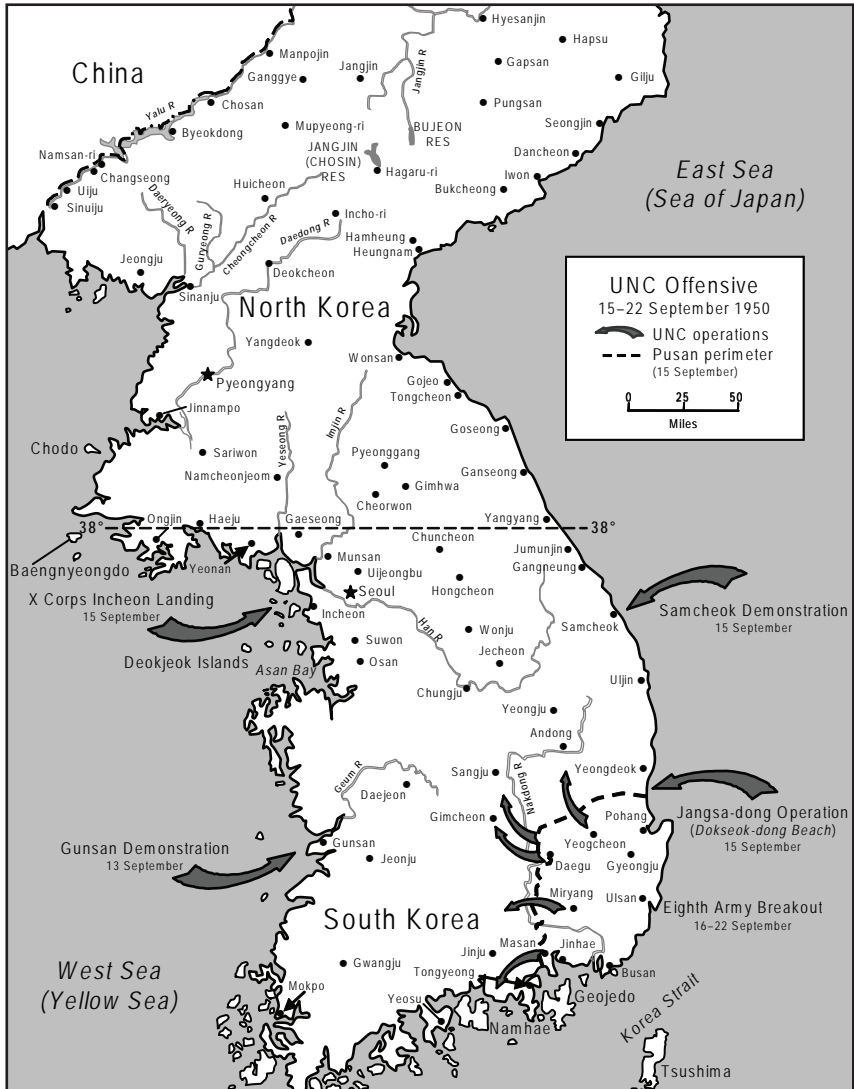 Hyesanjin
Hapsu
Manpojin
China
Ganggye
Jangjin
Jangjin R
Gapsan
Gilju
Chosan
Yalu R
Pungsan
Byeokdong
Mupyeong-ri
BUJEON
RES
Seongjin
JANGJIN
(CHOSIN)
RES
Namsan-ri
Changseong
Hagaru-ri
Dancheon
Iwon
East Sea
(Sea of Japan)
Uiju
Sinuiju
Daeryeong R
Huicheon
Bukcheong
Guryeong R
Cheongcheon R
Incho-ri
Daedong R
Hamheung
Heungnam
Jeongju
Deokcheon
Sinanju
UNC Offensive
15–22 September 1950
UNC operations
Pusan perimeter
(15 September)
0 25 50
Miles
North Korea
Yangdeok
Wonsan
Pyeongyang
Gojeo
Tongcheon
Jinnampo
Imjin R
Yeseong R
Goseong
Chodo
Sariwon
Pyeonggang
Namcheonjeom
Gimhwa
Ganseong
Cheorwon
Ongjin
Haeju
Gaeseong
Yangyang
38°
38°
Baengnyeongdo
Yeonan
Munsan
Chuncheon
Jumunjin
Uijeongbu
Gangneung
X Corps Incheon Landing
15 September
Seoul
Hongcheon
Samcheok Demonstration
15 September
Incheon
Samcheok
Han R
Suwon
Wonju
Deokjeok Islands
Asan Bay
Osan
Jecheon
Chungju
Uljin
Yeongju
Andong
Geum R
Nakdong R
Sangju
Yeongdeok
Daejeon
Jangsa-dong Operation
(Dokseok-dong Beach)
15 September
Gimcheon
Pohang
Gunsan Demonstration
13 September
Gunsan
Yeogcheon
Jeonju
Daegu
Gyeongju
Miryang
Ulsan
Eighth Army Breakout
16–22 September
South Korea
Jinju
Masan
Jinhae
Gwangju
Tongyeong
Busan
West Sea
(Yellow Sea)
Mokpo
Yeosu
Geojedo
Namhae
Korea Strait
Tsushima